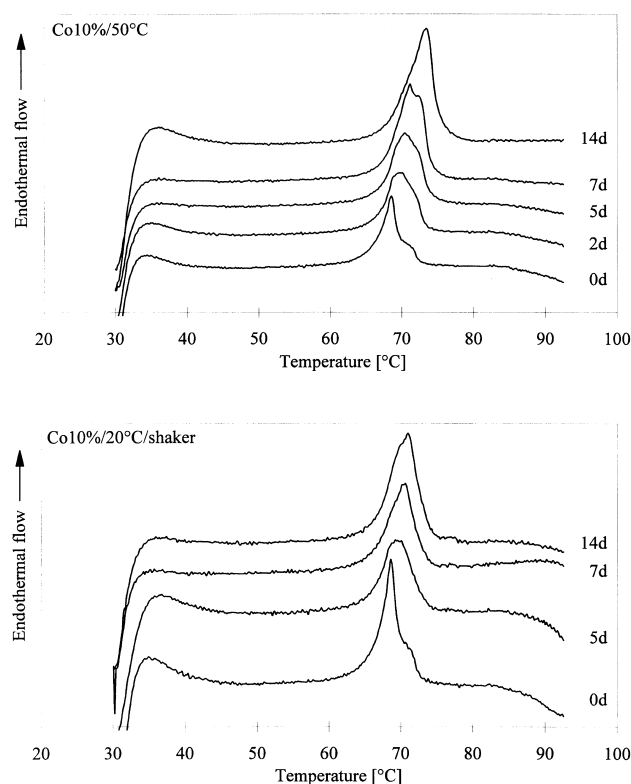 Co10%/50°C
Endothermal flow
14d
7d
5d
2d
0d
20 30 40 50 60 70 80 90 100
Temperature [°C]
Co10%/20°C/shaker
Endothermal flow
14d
7d
5d
0d
20 30 40 50 60 70 80 90 100
Temperature [°C]